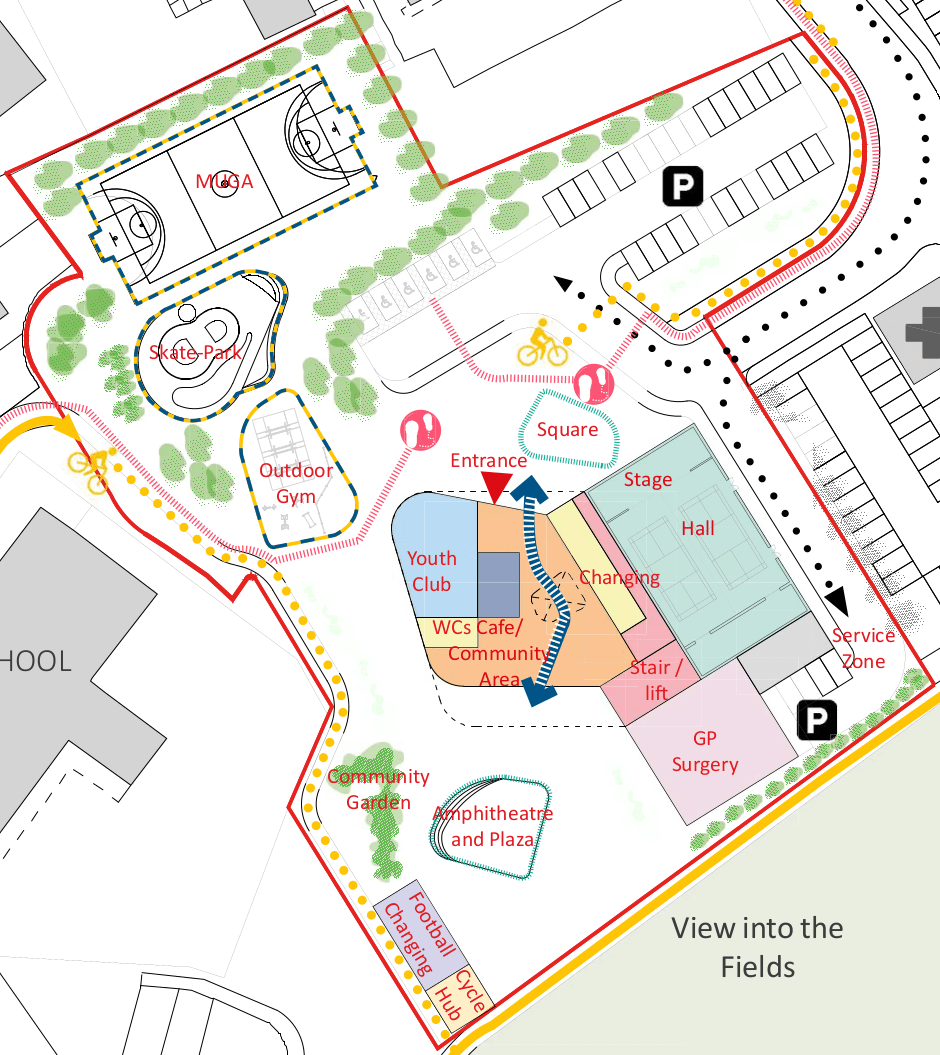 MUGA
P
Skate-Park
Square
Outdoor
Gym
Entrance
Stage
Hall
Youth
Club
Changing
WCs Cafe/
Community
Area
Stair /
lift
Service
Zone
HOOL
P
GP
Surgery
Community
Garden
Amphitheatre
and Plaza
Football
Changing
Cycle
Hub
View into the
Fields